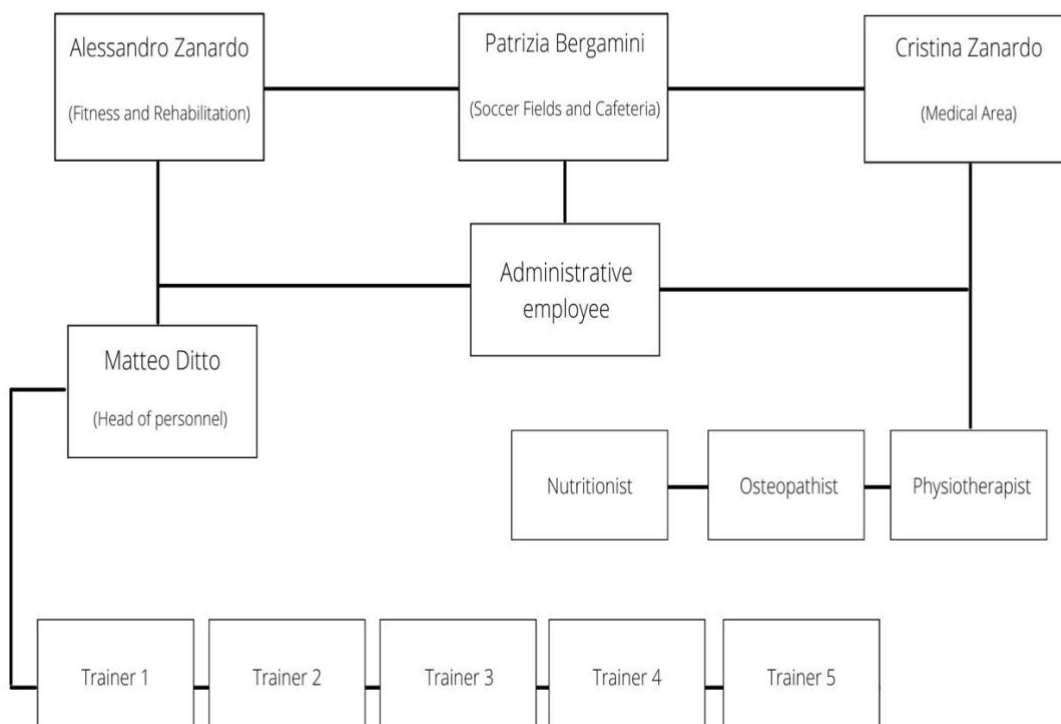 Alessandro Zanardo
(Fitness and Rehabilitation)
Patrizia Bergamini
(Soccer Fields and Cafeteria)
Cristina Zanardo
(Medical Area)
Administrative
employee
Matteo Ditto
(Head of personnel)
Nutritionist
Osteopathist
Physiotherapist
Trainer 1
Trainer 2
Trainer 3
Trainer 4
Trainer 5